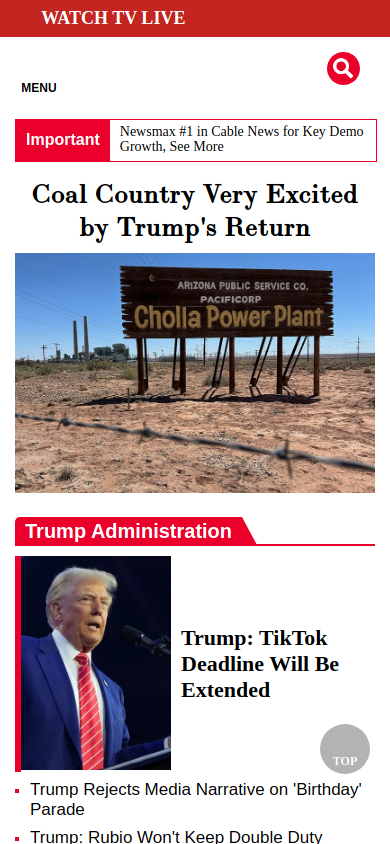 WATCH TV LIVE
MENU
Important
Newsmax #1 in Cable News for Key Demo
Growth, See More
Coal Country Very Excited
by Trump's Return
ARIZONA PUBLIC SERVICE CO.
PACIFICORP
Cholla Power Plant
Trump Administration
Trump: TikTok
Deadline Will Be
Extended
TOP
Trump Rejects Media Narrative on 'Birthday'
Parade
Trump: Rubio Won't Keep Double Duty